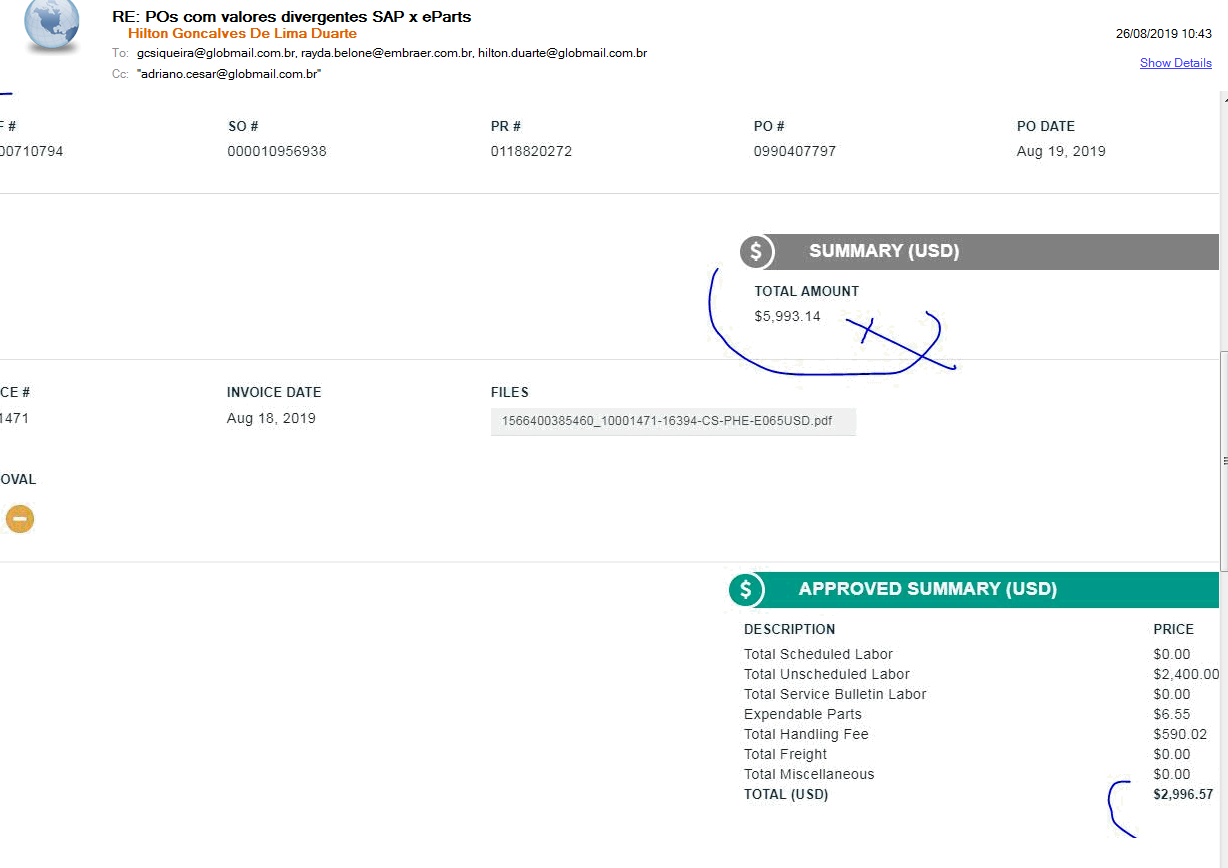 RE: POs com valores divergentes SAP x eParts
Hilton Goncalves De Lima Duarte
26/08/2019 10:43
To: gcsiqueira@globmail.com.br, rayda.belone@embraer.com.br, hilton.duarte@globmail.com.br
Show Details
Cc: "adriano.cesar@globmail.com.br"
F # SO # PR # PO # PO DATE
00710794 000010956938 0118820272 0990407797 Aug 19, 2019
$ SUMMARY (USD)
TOTAL AMOUNT
$5,993.14
CE # INVOICE DATE FILES
1471 Aug 18, 2019 1566400385460_10001471-16394-CS-PHE-E065USD.pdf
OVAL
$ APPROVED SUMMARY (USD)
DESCRIPTION PRICE
Total Scheduled Labor $0.00
Total Unscheduled Labor $2,400.00
Total Service Bulletin Labor $0.00
Expendable Parts $6.55
Total Handling Fee $590.02
Total Freight $0.00
Total Miscellaneous $0.00
TOTAL (USD) $2,996.57